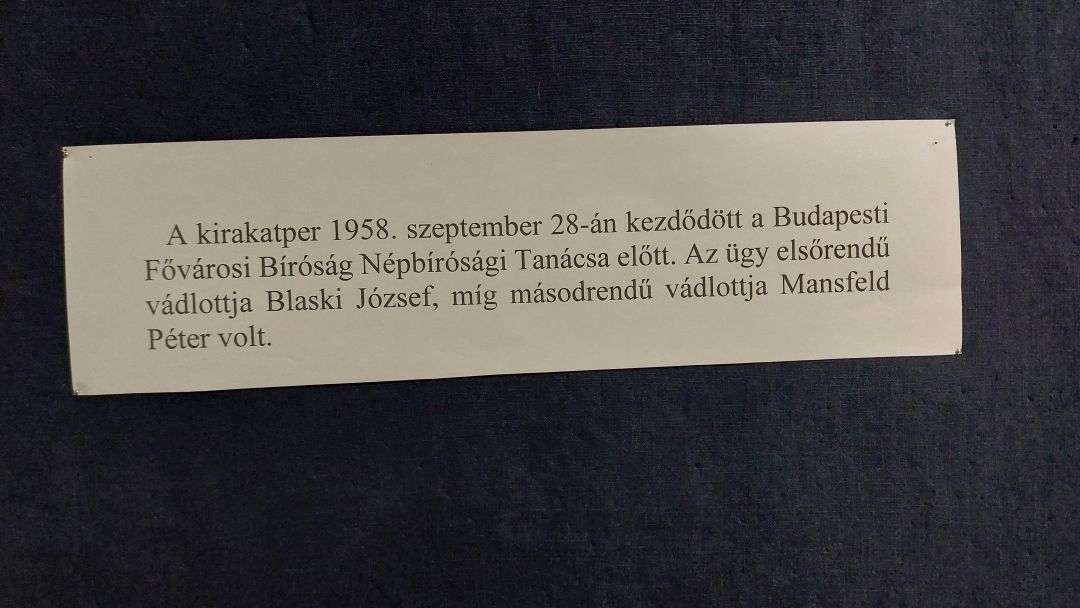 A kirakatper 1958. szeptember 28-án kezdődött a Budapesti
Fővárosi Bíróság Népbírósági Tanácsa előtt. Az ügy elsőrendű
vádlottja Blaski József, míg másodrendű vádlottja Mansfeld
Péter volt.